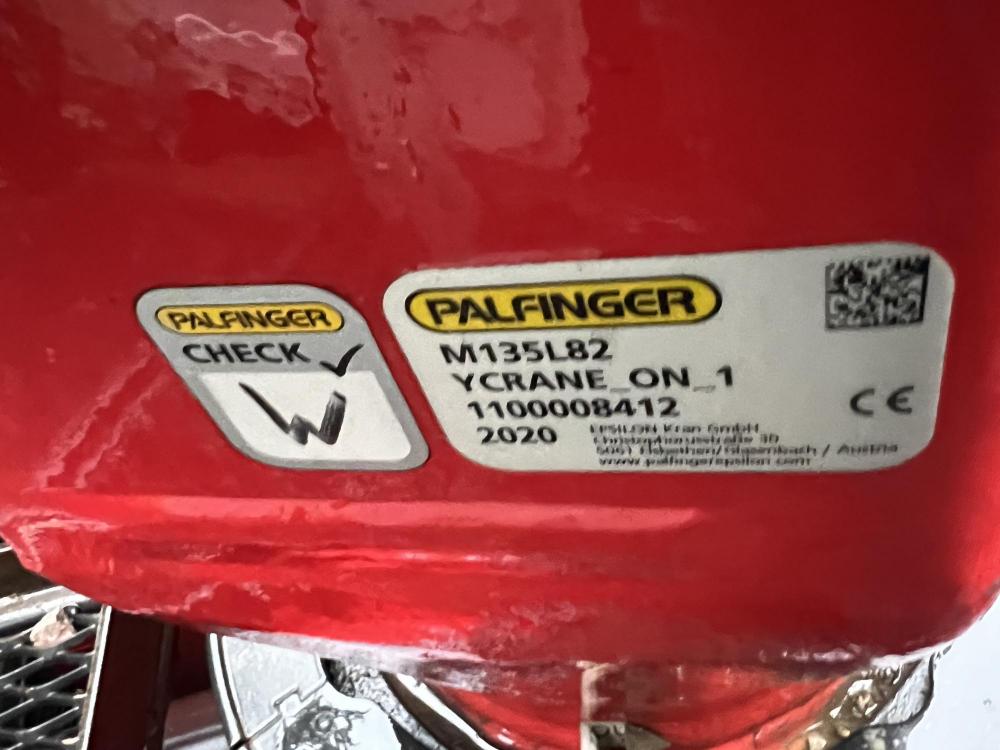 PALFINGER
CHECK ✓
W
PALFINGER
M135L82
YCRANE_ON_1
1100008412
2020
EPSILON Kran GmbH
Christophorusstraße 30
5061 Elsbethen/Glasenbach / Austria
www.palfingerepsilon.com
CE